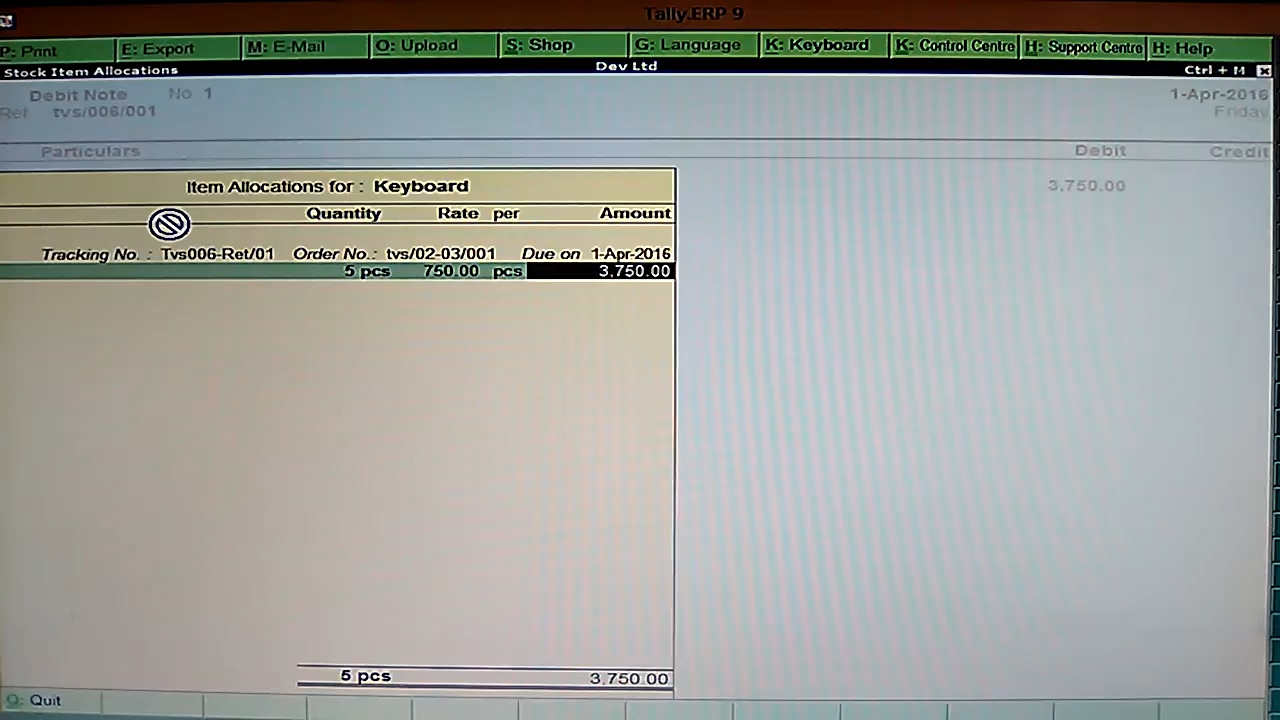 Tally.ERP 9
P: Print E: Export M: E-Mail O: Upload S: Shop G: Language K: Keyboard K: Control Centre H: Support Centre H: Help
Stock Item Allocations Dev Ltd Ctrl + M
Debit Note No 1 1-Apr-2016
Ref tvs/006/001 Friday
Particulars Debit Credit
Item Allocations for : Keyboard 3,750.00
Quantity Rate per Amount
Tracking No. : Tvs006-Ret/01 Order No.: tvs/02-03/001 Due on 1-Apr-2016
5 pcs 750.00 pcs 3,750.00
5 pcs 3,750.00
Q: Quit